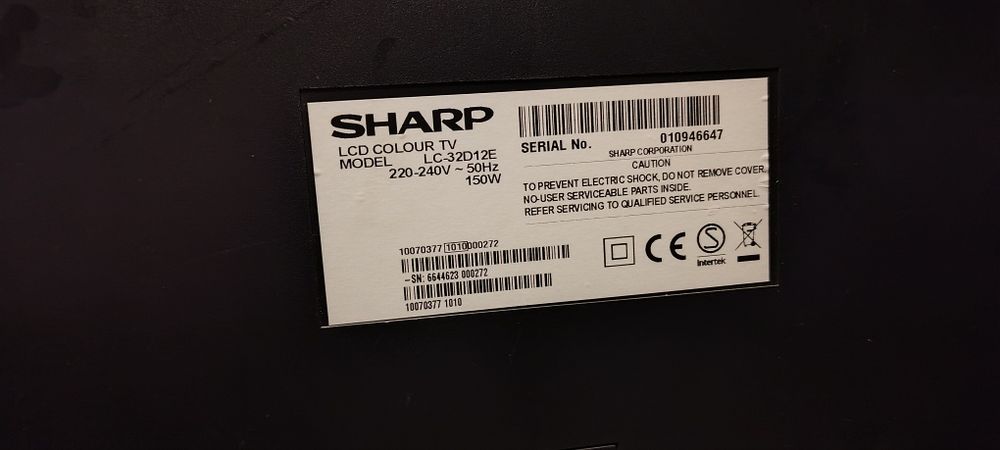 SHARP
LCD COLOUR TV
MODEL LC-32D12E
220-240V ~ 50Hz
150W
SERIAL No. 010946647
SHARP CORPORATION
CAUTION
TO PREVENT ELECTRIC SHOCK, DO NOT REMOVE COVER.
NO-USER SERVICEABLE PARTS INSIDE.
REFER SERVICING TO QUALIFIED SERVICE PERSONNEL.
10070377 1010000272
-SN: 6644623 000272
10070377 1010
CE
S
Intertek